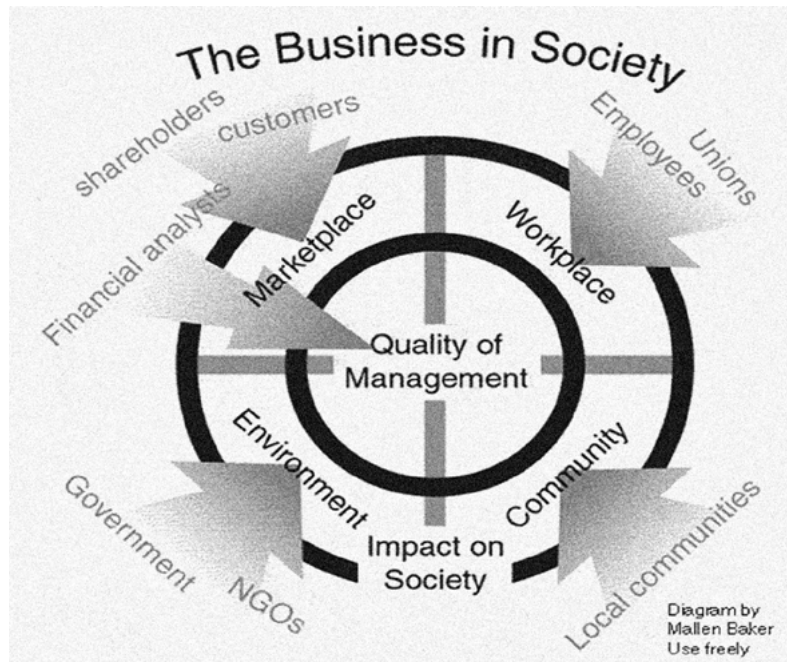 The Business in Society
shareholders
customers
Financial analysts
Employees
Unions
Marketplace
Workplace
Quality of
Management
Environment
Community
Impact on
Society
Government
NGOs
Local communities
Diagram by
Mallen Baker
Use freely